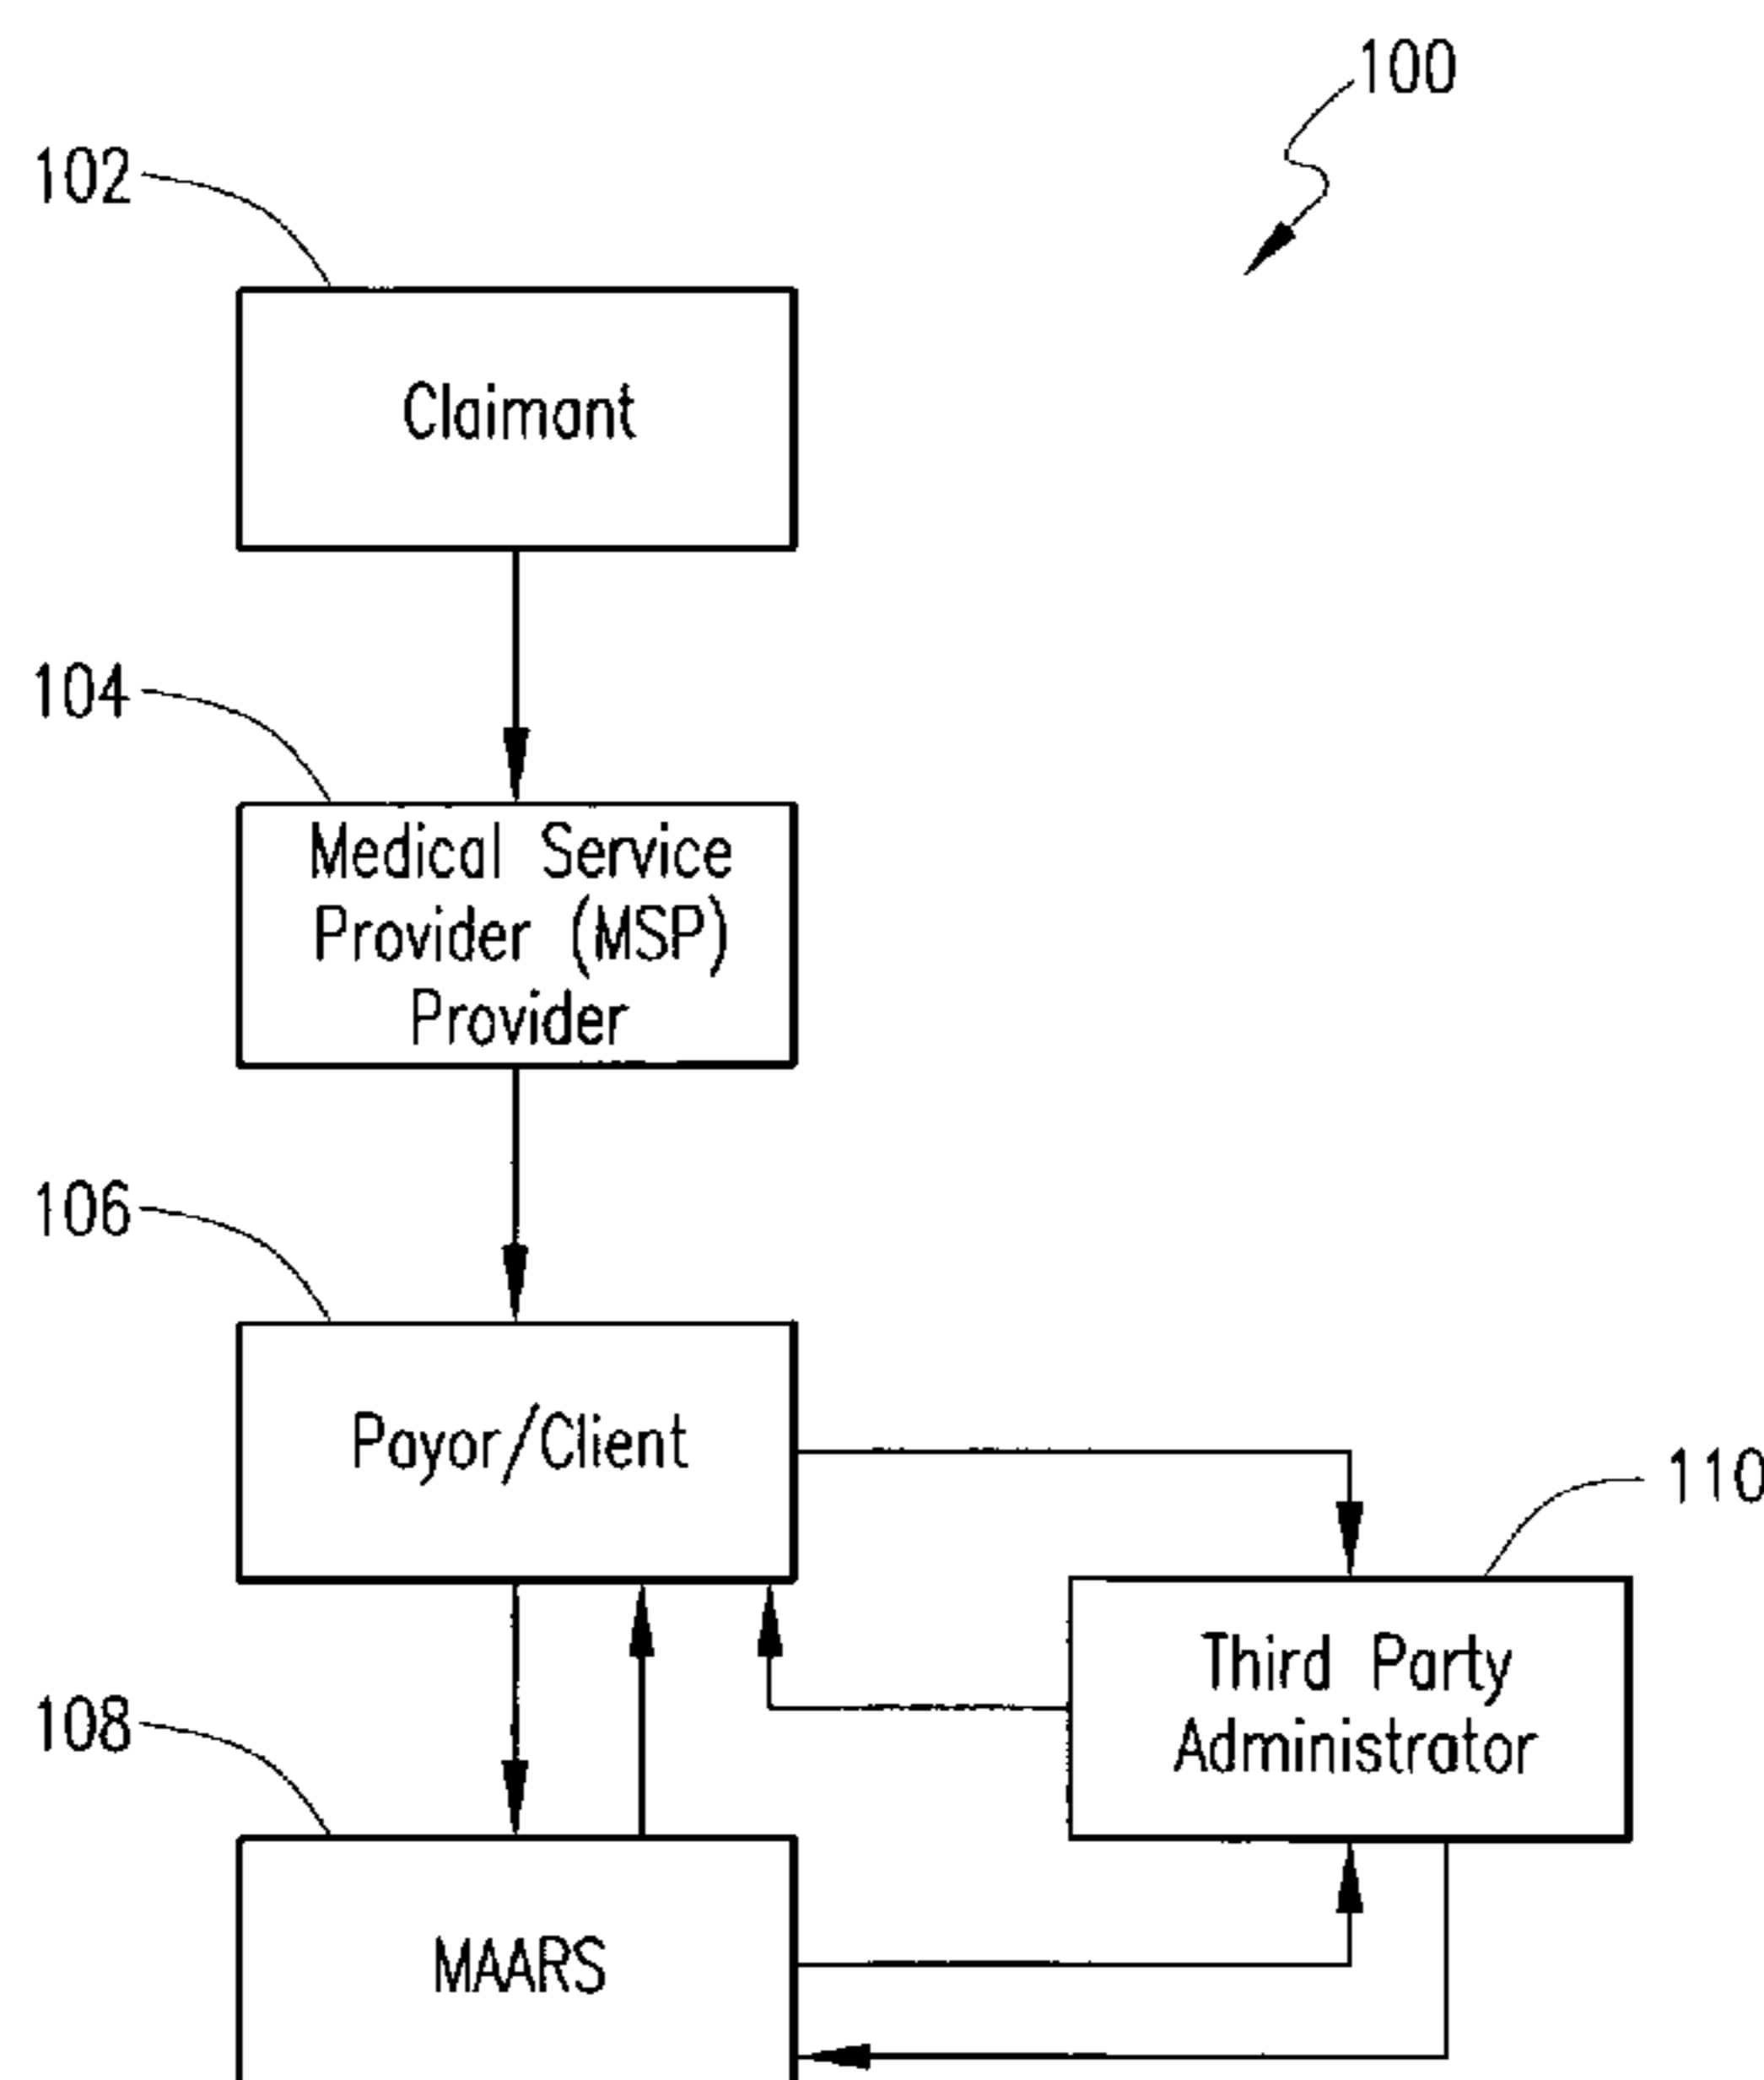 100
102
Claimant
104
Medical Service
Provider (MSP)
Provider
106
Payor/Client
110
Third Party
Administrator
108
MAARS